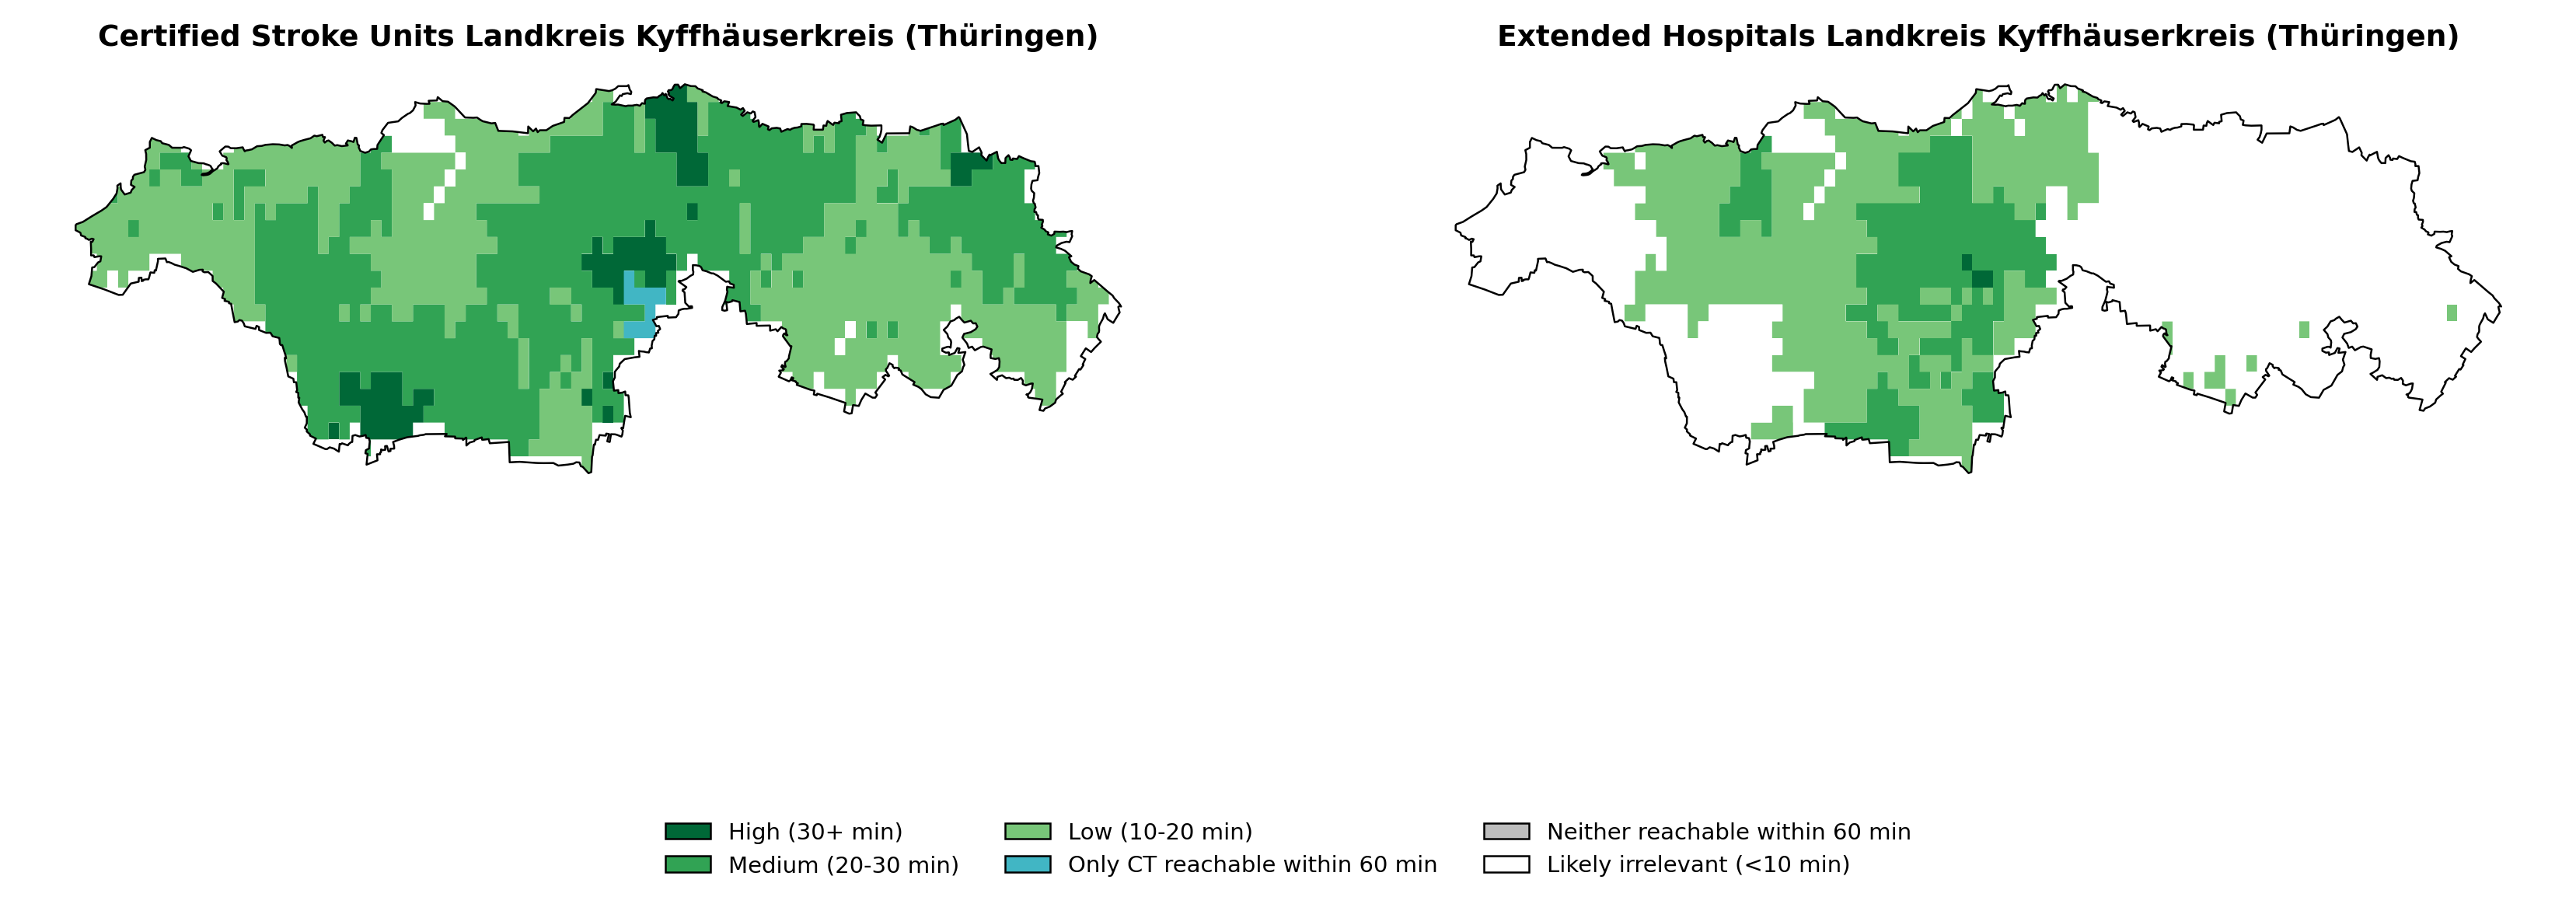 Certified Stroke Units Landkreis Kyffhäuserkreis (Thüringen)
Extended Hospitals Landkreis Kyffhäuserkreis (Thüringen)
High (30+ min)
Medium (20-30 min)
Low (10-20 min)
Only CT reachable within 60 min
Neither reachable within 60 min
Likely irrelevant (<10 min)